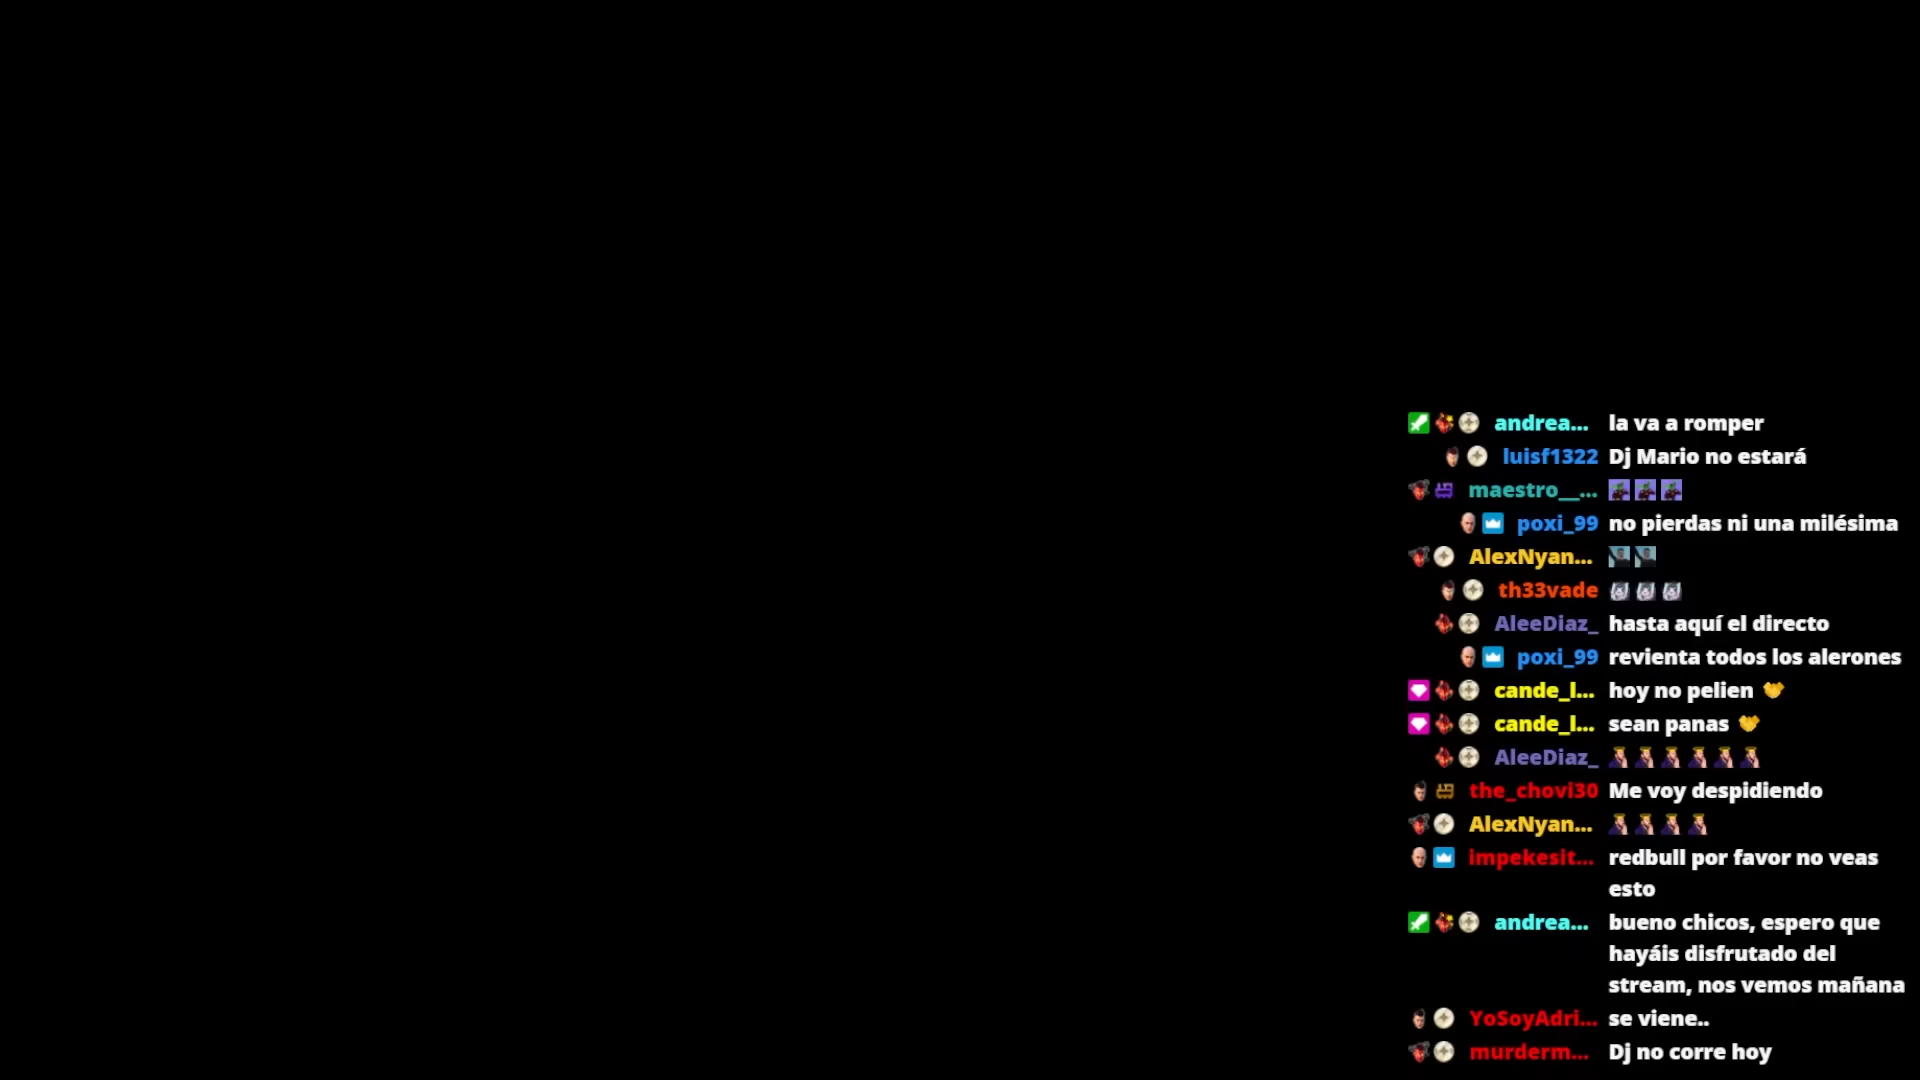 andrea... la va a romper
luisf1322 Dj Mario no estará
maestro__...
poxi_99 no pierdas ni una milésima
AlexNyan...
th33vade
AleeDiaz_ hasta aquí el directo
poxi_99 revienta todos los alerones
cande_l... hoy no pelien
cande_l... sean panas
AleeDiaz_
the_chovi30 Me voy despidiendo
AlexNyan...
impekesit... redbull por favor no veas
esto
andrea... bueno chicos, espero que
hayáis disfrutado del
stream, nos vemos mañana
YoSoyAdri... se viene..
murderm... Dj no corre hoy